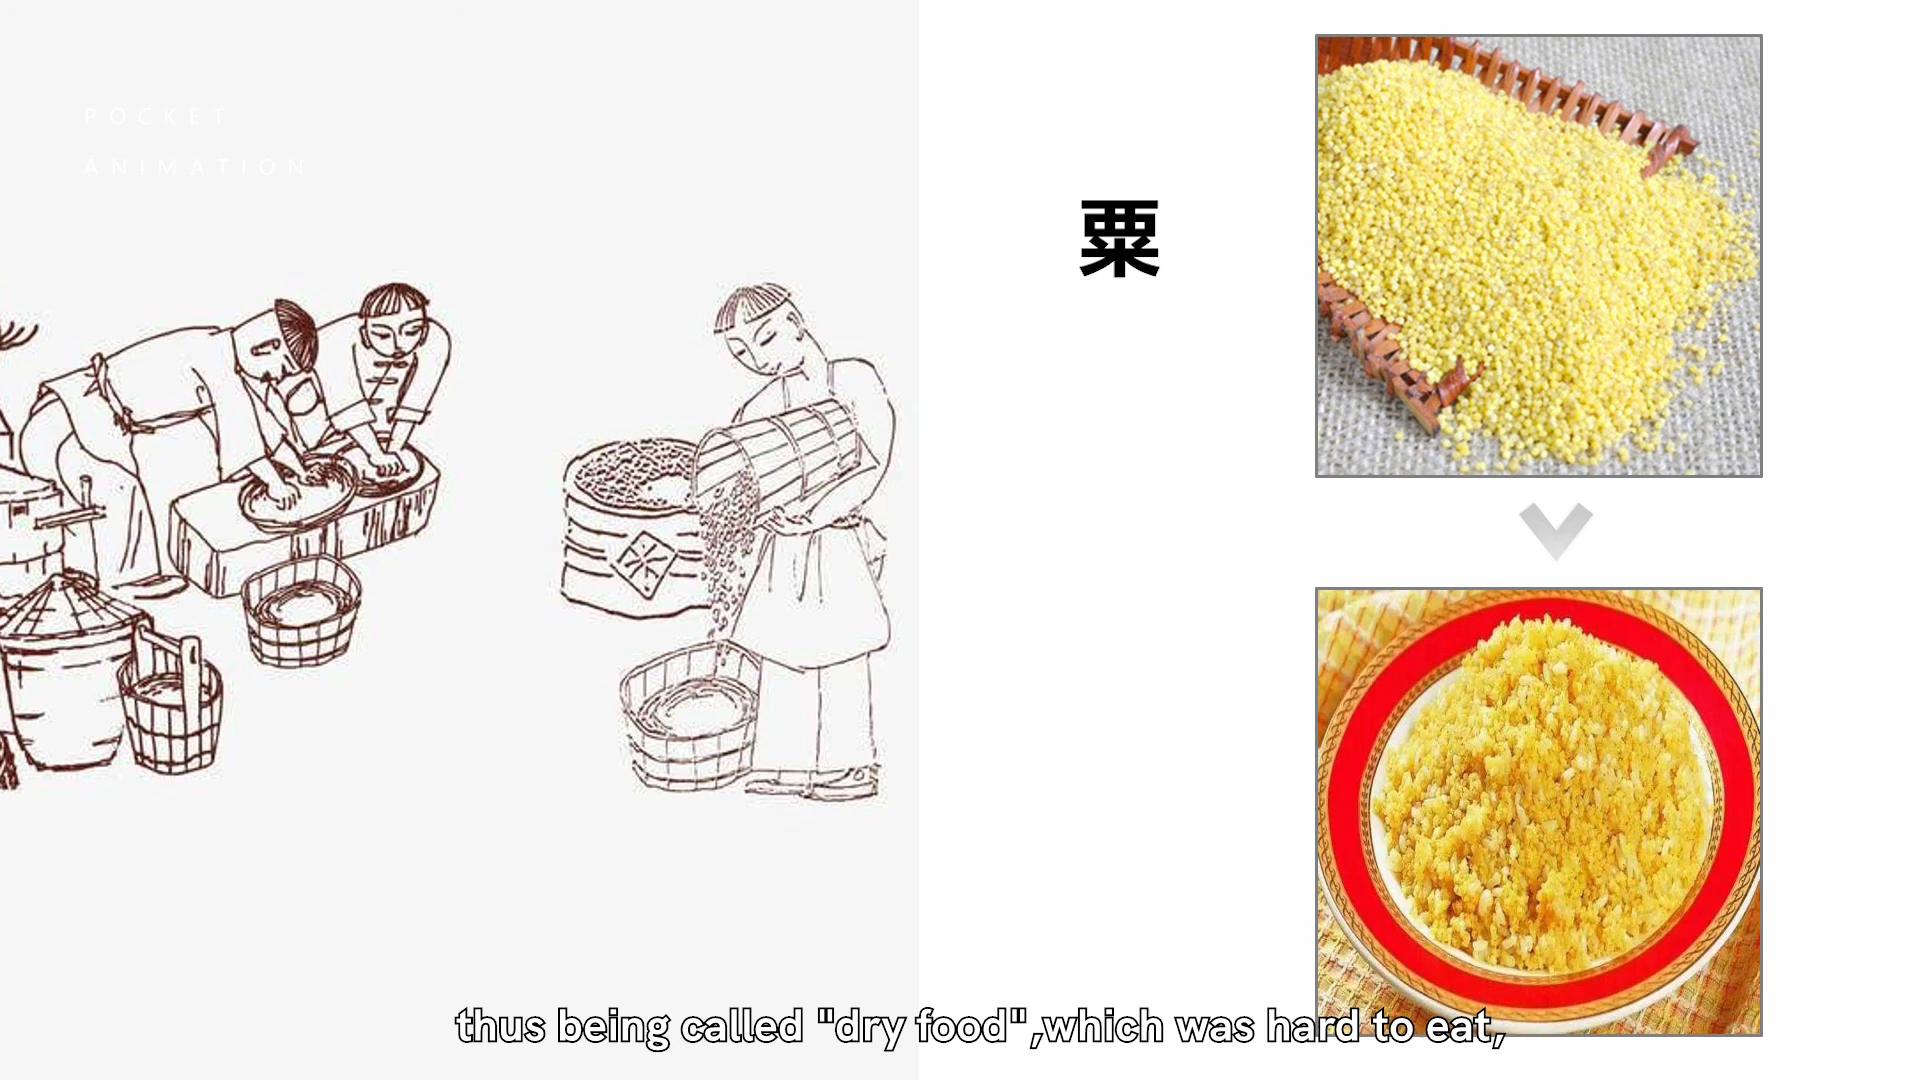 POCKET
ANIMATION
粟
thus being called "dry food",which was hard to eat,